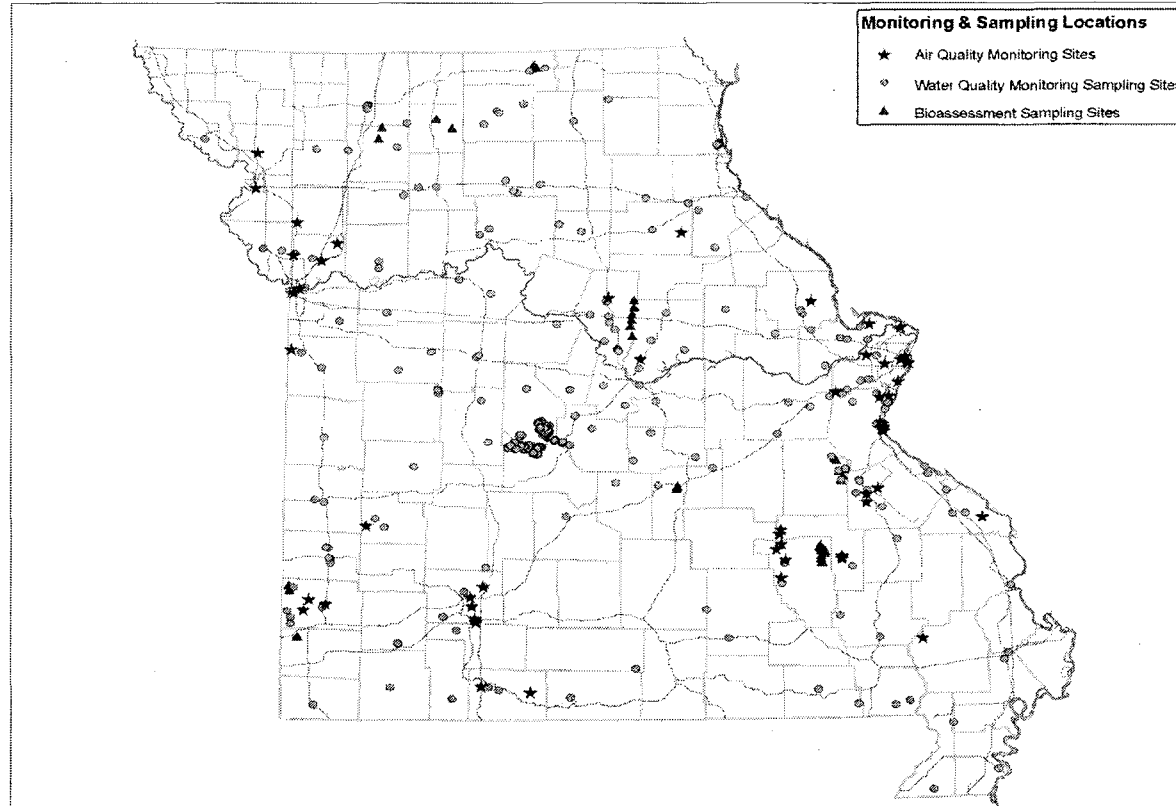 Monitoring & Sampling Locations
Air Quality Monitoring Sites
Water Quality Monitoring Sampling Sites
Bioassessment Sampling Sites